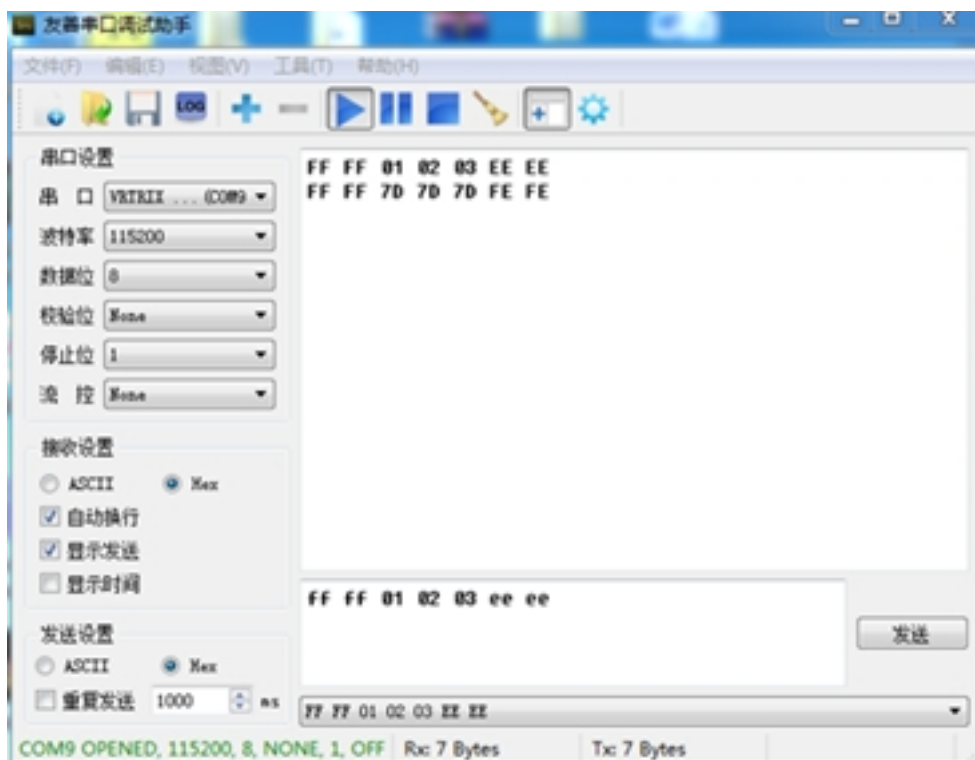 友善串口调试助手
文件(F) 编辑(E) 视图(V) 工具(T) 帮助(H)
LOG
串口设置
串 口 VRTRIX ... (COM9
波特率 115200
数据位 8
校验位 None
停止位 1
流 控 None
接收设置
ASCII Hex
自动换行
显示发送
显示时间
发送设置
ASCII Hex
重复发送 1000 ms
FF FF 01 02 03 EE EE
FF FF 7D 7D 7D FE FE
FF FF 01 02 03 ee ee
发送
FF FF 01 02 03 EE EE
COM9 OPENED, 115200, 8, NONE, 1, OFF Rx: 7 Bytes Tx: 7 Bytes